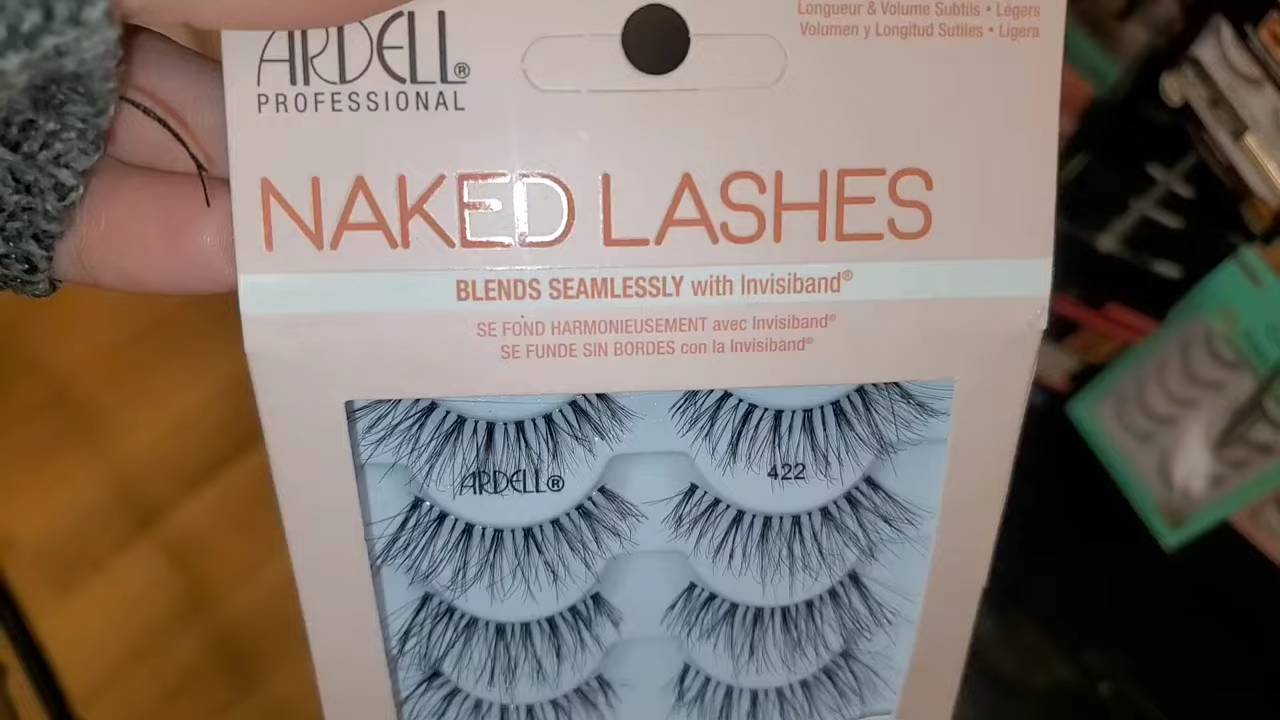 ARDELL®
PROFESSIONAL
Longueur & Volume Subtils • Légers
Volumen y Longitud Sutiles • Ligera
NAKED LASHES
BLENDS SEAMLESSLY with Invisiband®
SE FOND HARMONIEUSEMENT avec Invisiband®
SE FUNDE SIN BORDES con la Invisiband®
ARDELL®
422